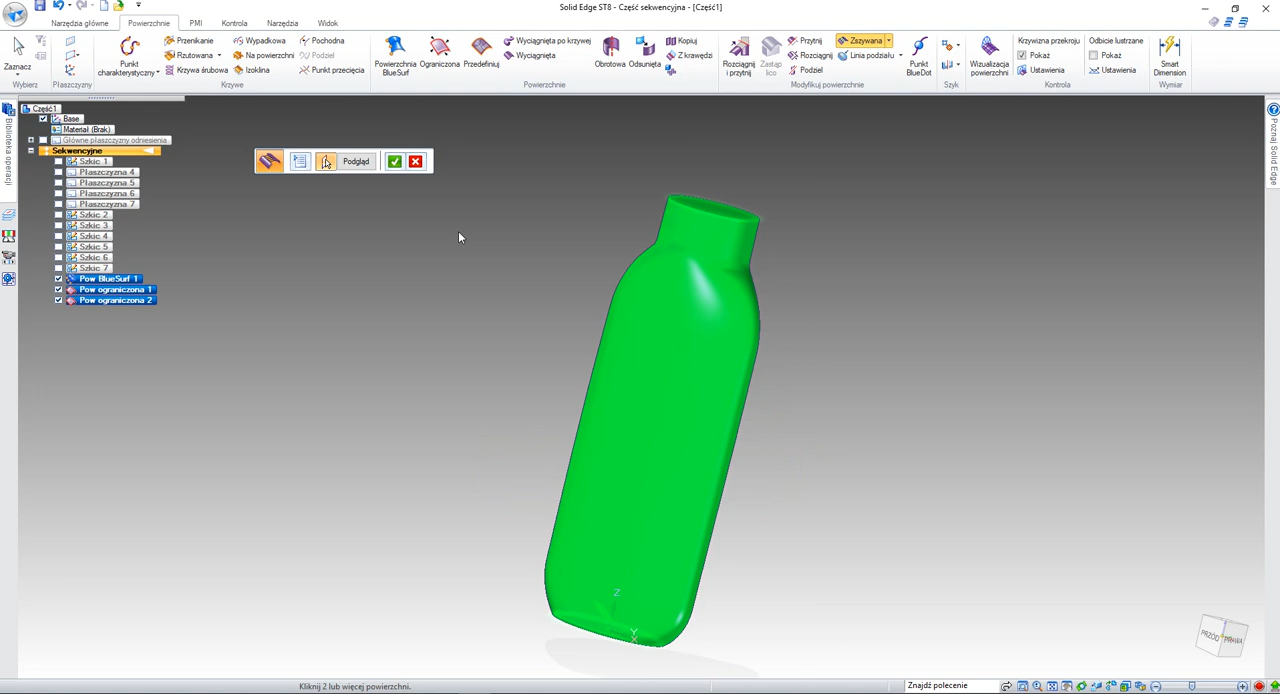 Solid Edge ST8 - Część sekwencyjna - [Część1]
Narzędzia główne
Powierzchnie
PMI
Kontrola
Narzędzia
Widok
Zaznacz
Wybierz
Płaszczyzny
Punkt charakterystyczny
Przenikanie
Rzutowana
Krzywa śrubowa
Wypadkowa
Na powierzchni
Izoklina
Pochodna
Podziel
Punkt przecięcia
Krzywe
Powierzchnia BlueSurf
Ograniczona
Przedefiniuj
Wyciągnięta po krzywej
Wyciągnięta
Obrotowa
Odsunięta
Kopiuj
Z krawędzi
Powierzchnie
Rozciągnij i przytnij
Zastąp lico
Przytnij
Rozciągnij
Podziel
Zszywana
Linia podziału
Punkt BlueDot
Modyfikuj powierzchnie
Szyk
Wizualizacja powierzchni
Krzywizna przekroju
Pokaż
Ustawienia
Odbicie lustrzane
Pokaż
Ustawienia
Kontrola
Smart Dimension
Wymiar
Biblioteka operacji
Poznaj Solid Edge
Część1
Base
Materiał (Brak)
Główne płaszczyzny odniesienia
Sekwencyjne
Szkic 1
Płaszczyzna 4
Płaszczyzna 5
Płaszczyzna 6
Płaszczyzna 7
Szkic 2
Szkic 3
Szkic 4
Szkic 5
Szkic 6
Szkic 7
Pow BlueSurf 1
Pow ograniczona 1
Pow ograniczona 2
Podgląd
Z
Y
X
PRZÓD
PRAWA
Kliknij 2 lub więcej powierzchni.
Znajdź polecenie